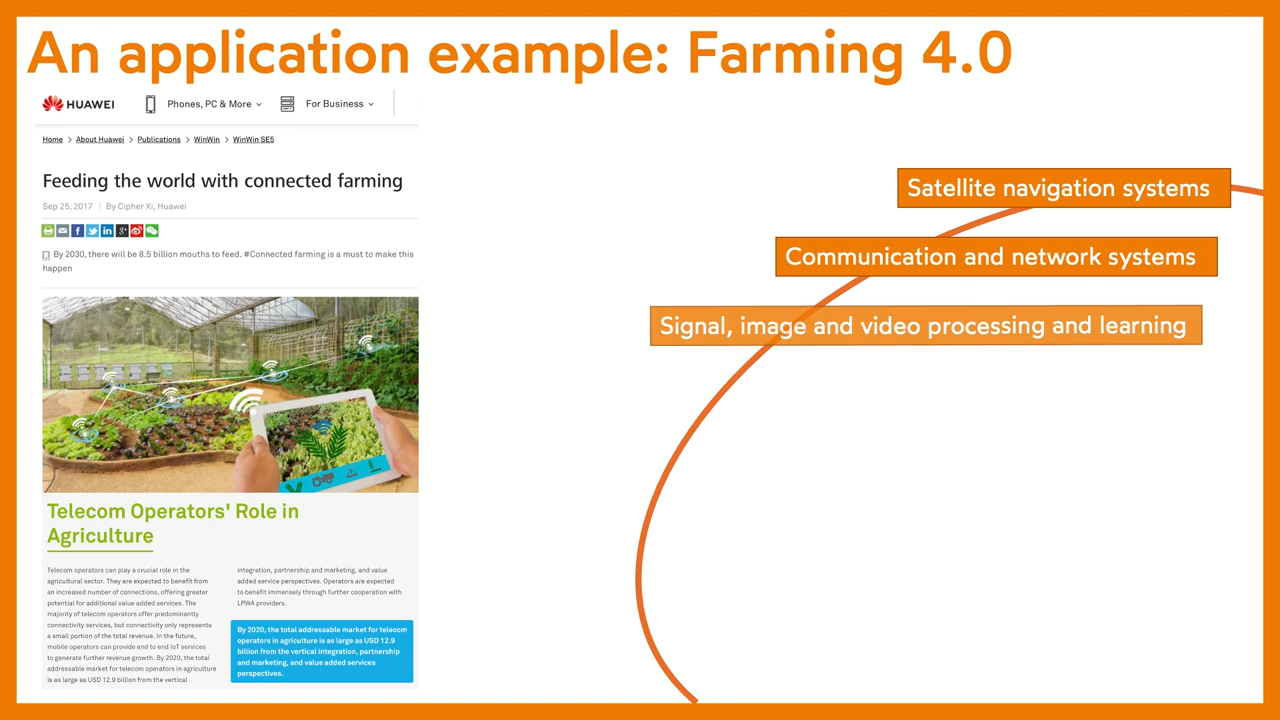 An application example: Farming 4.0
HUAWEI
Phones, PC & More
For Business
Home > About Huawei > Publications > WinWin > WinWin SE5
Feeding the world with connected farming
Sep 25, 2017 | By Cipher Xi, Huawei
By 2030, there will be 8.5 billion mouths to feed. #Connected farming is a must to make this
happen
Telecom Operators' Role in
Agriculture
Telecom operators can play a crucial role in the
agricultural sector. They are expected to benefit from
an increased number of connections, offering greater
potential for additional value added services. The
majority of telecom operators offer predominantly
connectivity services, but connectivity only represents
a small portion of the total revenue. In the future,
mobile operators can provide end to end IoT services
to generate further revenue growth. By 2020, the total
addressable market for telecom operators in agriculture
is as large as USD 12.9 billion from the vertical
integration, partnership and marketing, and value
added service perspectives. Operators are expected
to benefit immensely through further cooperation with
LPWA providers.
By 2020, the total addressable market for telecom
operators in agriculture is as large as USD 12.9
billion from the vertical integration, partnership
and marketing, and value added services
perspectives.
Satellite navigation systems
Communication and network systems
Signal, image and video processing and learning